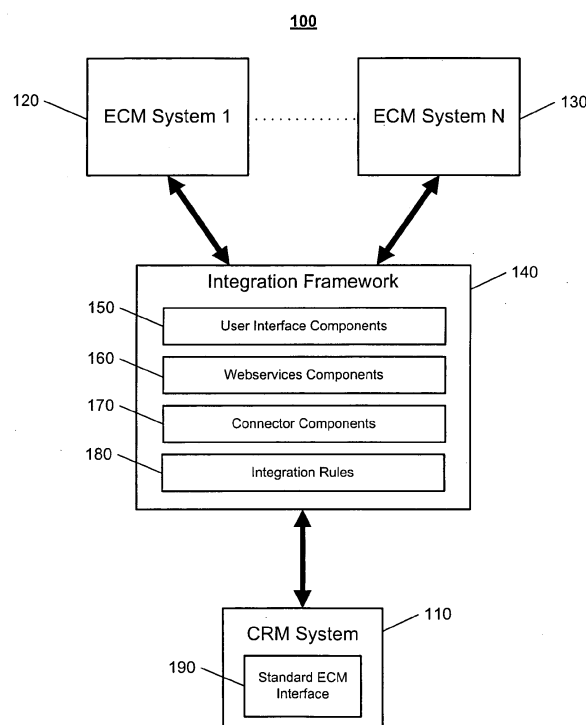 100
120
ECM System 1
ECM System N
130
Integration Framework
140
150
User Interface Components
160
Webservices Components
170
Connector Components
180
Integration Rules
110
CRM System
190
Standard ECM
Interface